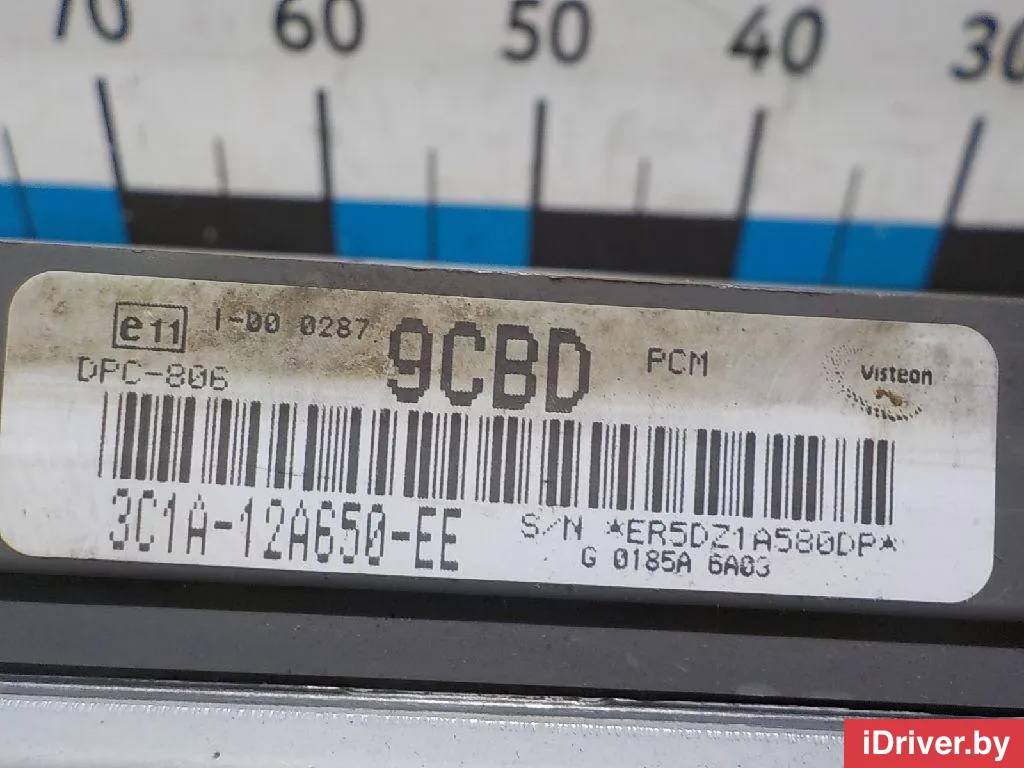 70 60 50 40 30
e11 I-00 0287 9CBD PCM Visteon
DPC-806
3C1A-12A650-EE S/N *ER5DZ1A580DP*
G 0185A 6A03
iDriver.by